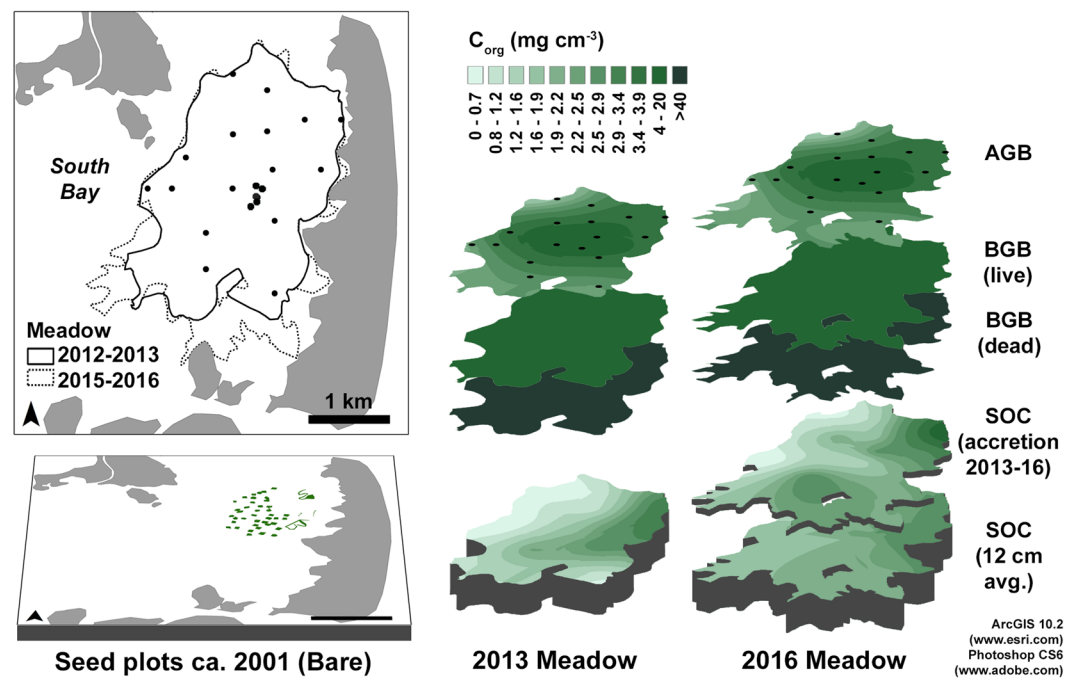 South
Bay
Meadow
2012-2013
2015-2016
1 km
Seed plots ca. 2001 (Bare)
Corg (mg cm-3)
0 - 0.7
0.8 - 1.2
1.2 - 1.6
1.6 - 1.9
1.9 - 2.2
2.2 - 2.5
2.5 - 2.9
2.9 - 3.4
3.4 - 3.9
4 - 20
>40
AGB
BGB
(live)
BGB
(dead)
SOC
(accretion
2013-16)
SOC
(12 cm
avg.)
2013 Meadow
2016 Meadow
ArcGIS 10.2
(www.esri.com)
Photoshop CS6
(www.adobe.com)